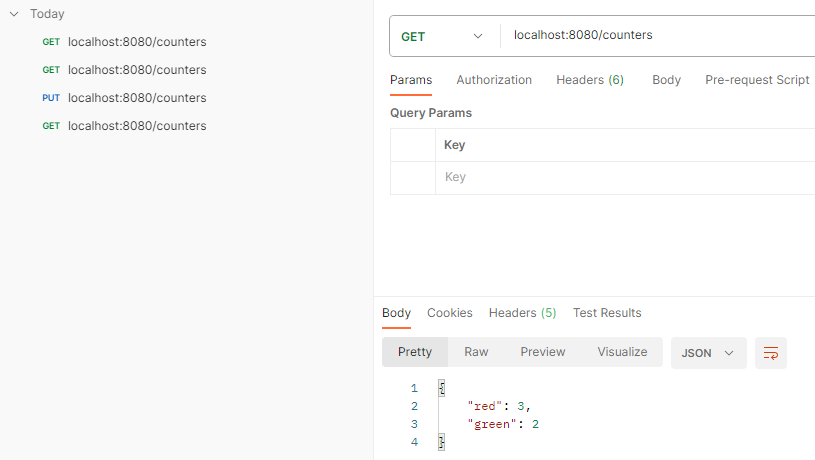 Today
GET localhost:8080/counters
GET localhost:8080/counters
PUT localhost:8080/counters
GET localhost:8080/counters
GET localhost:8080/counters
Params Authorization Headers (6) Body Pre-request Script
Query Params
Key
Key
Body Cookies Headers (5) Test Results
Pretty Raw Preview Visualize JSON
1 {
2 "red": 3,
3 "green": 2
4 }